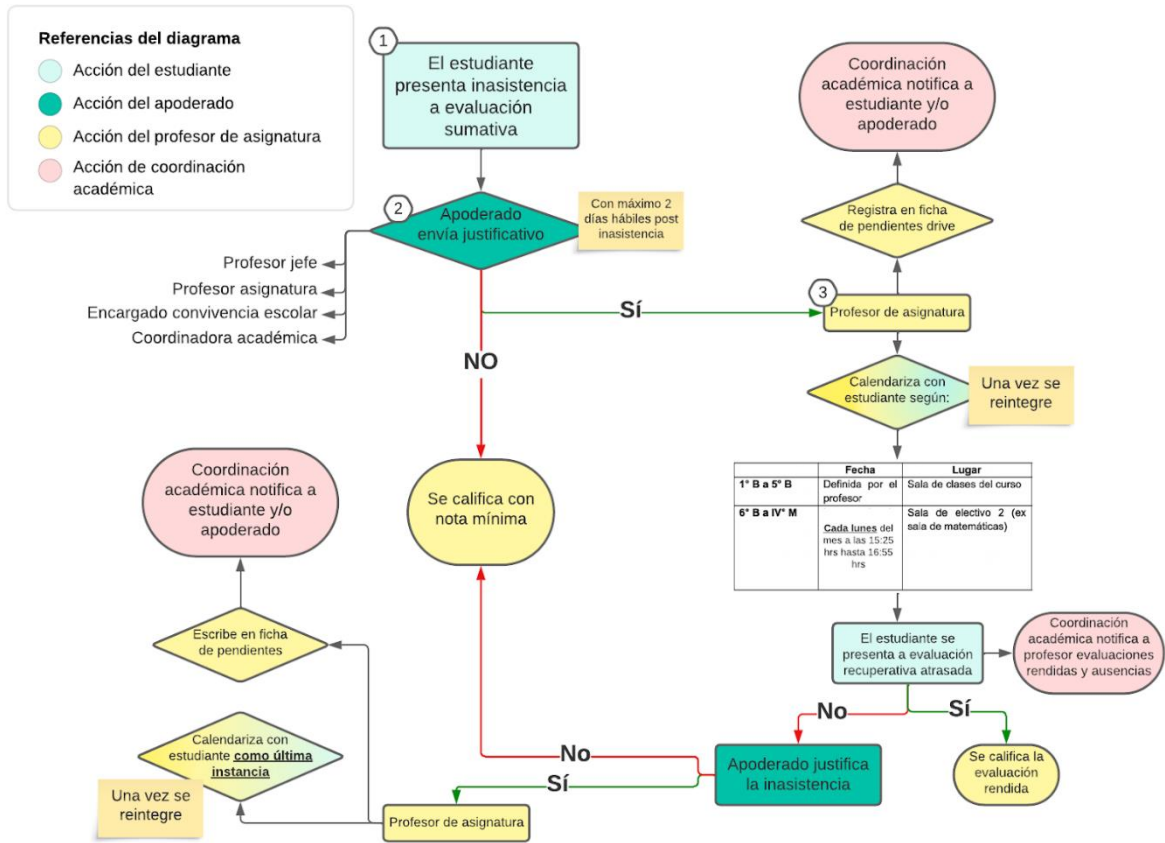 Referencias del diagrama
Acción del estudiante
Acción del apoderado
Acción del profesor de asignatura
Acción de coordinación
académica
1
El estudiante
presenta inasistencia
a evaluación
sumativa
2
Apoderado
envía justificativo
Con máximo 2
días hábiles post
inasistencia
Profesor jefe
Profesor asignatura
Encargado convivencia escolar
Coordinadora académica
Sí
NO
Coordinación
académica notifica a
estudiante y/o
apoderado
Registra en ficha
de pendientes drive
3
Profesor de asignatura
Calendariza con
estudiante según:
Una vez se
reintegre
Fecha Lugar
1° B a 5° B Definida por el profesor Sala de clases del curso
6° B a IV° M Cada lunes del mes a las 15:25 hrs hasta 16:55 hrs Sala de electivo 2 (ex sala de matemáticas)
El estudiante se
presenta a evaluación
recuperativa atrasada
Coordinación
académica notifica a
profesor evaluaciones
rendidas y ausencias
No
Sí
Se califica la
evaluación
rendida
Apoderado justifica
la inasistencia
No
Sí
Se califica con
nota mínima
Profesor de asignatura
Coordinación
académica notifica a
estudiante y/o
apoderado
Escribe en ficha
de pendientes
Calendariza con
estudiante como última
instancia
Una vez se
reintegre